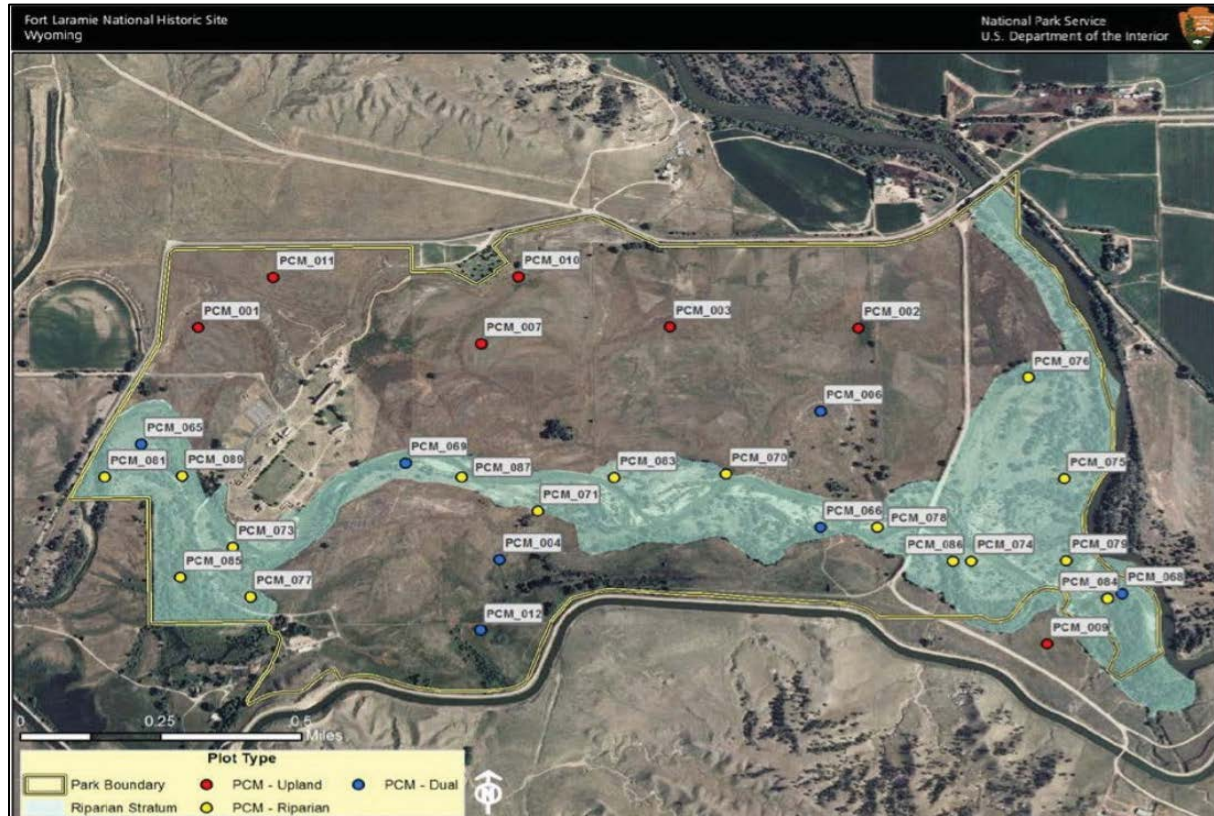 Fort Laramie National Historic Site
Wyoming
National Park Service
U.S. Department of the Interior
PCM_011
PCM_010
PCM_001
PCM_003
PCM_002
PCM_007
PCM_076
PCM_006
PCM_065
PCM_069
PCM_070
PCM_081
PCM_080
PCM_087
PCM_083
PCM_075
PCM_071
PCM_066
PCM_078
PCM_073
PCM_004
PCM_086
PCM_074
PCM_079
PCM_085
PCM_077
PCM_084
PCM_068
PCM_012
PCM_009
0 0.25 0.5
Miles
Plot Type
Park Boundary
PCM - Upland
PCM - Dual
Riparian Stratum
PCM - Riparian
N